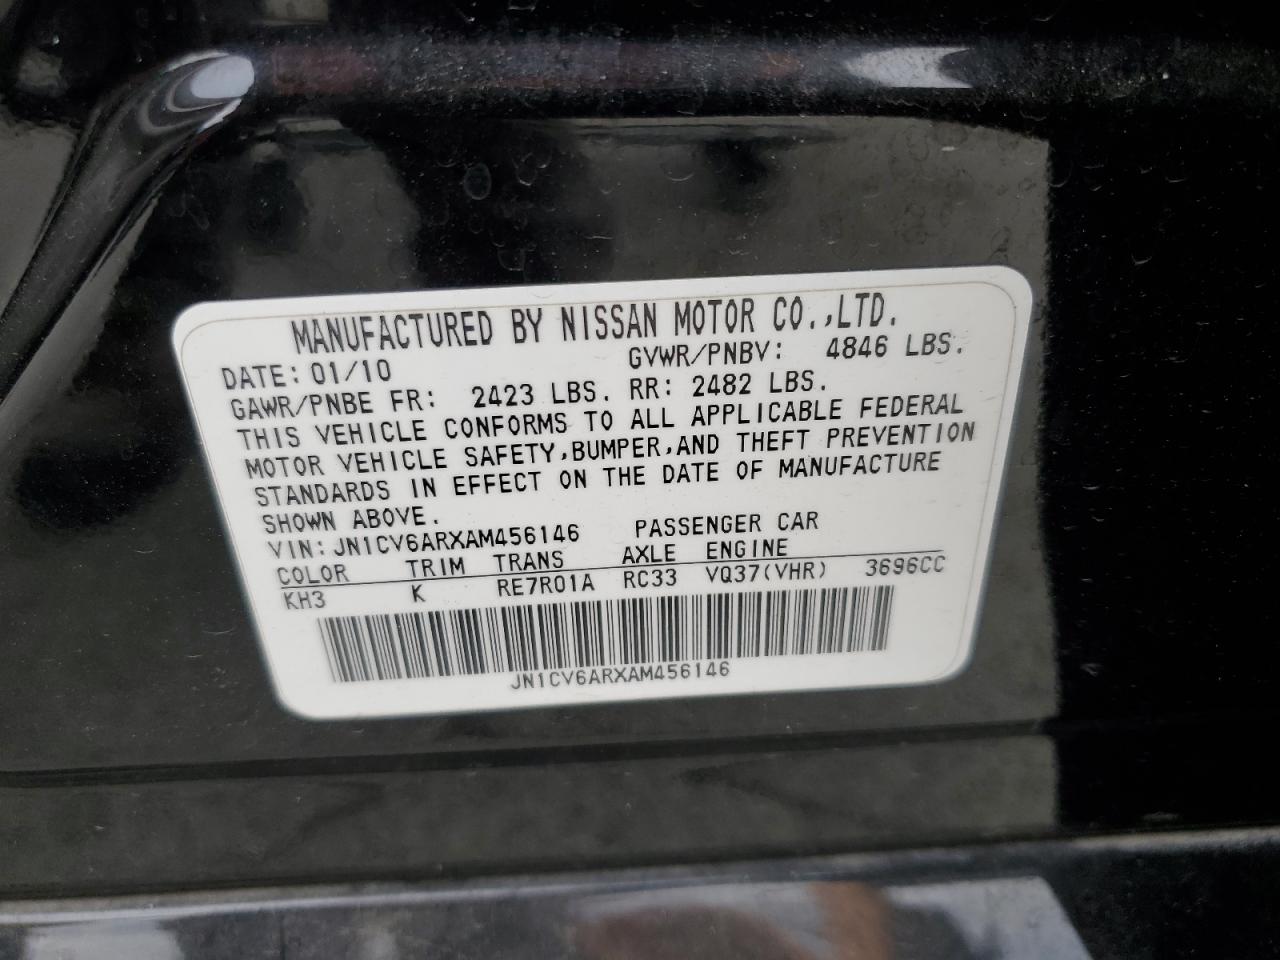 MANUFACTURED BY NISSAN MOTOR CO.,LTD.
DATE: 01/10 GVWR/PNBV: 4846 LBS.
GAWR/PNBE FR: 2423 LBS. RR: 2482 LBS.
THIS VEHICLE CONFORMS TO ALL APPLICABLE FEDERAL
MOTOR VEHICLE SAFETY,BUMPER,AND THEFT PREVENTION
STANDARDS IN EFFECT ON THE DATE OF MANUFACTURE
SHOWN ABOVE.
VIN: JN1CV6ARXAM456146 PASSENGER CAR
COLOR TRIM TRANS AXLE ENGINE
KH3 K RE7R01A RC33 VQ37(VHR) 3696CC
JN1CV6ARXAM456146